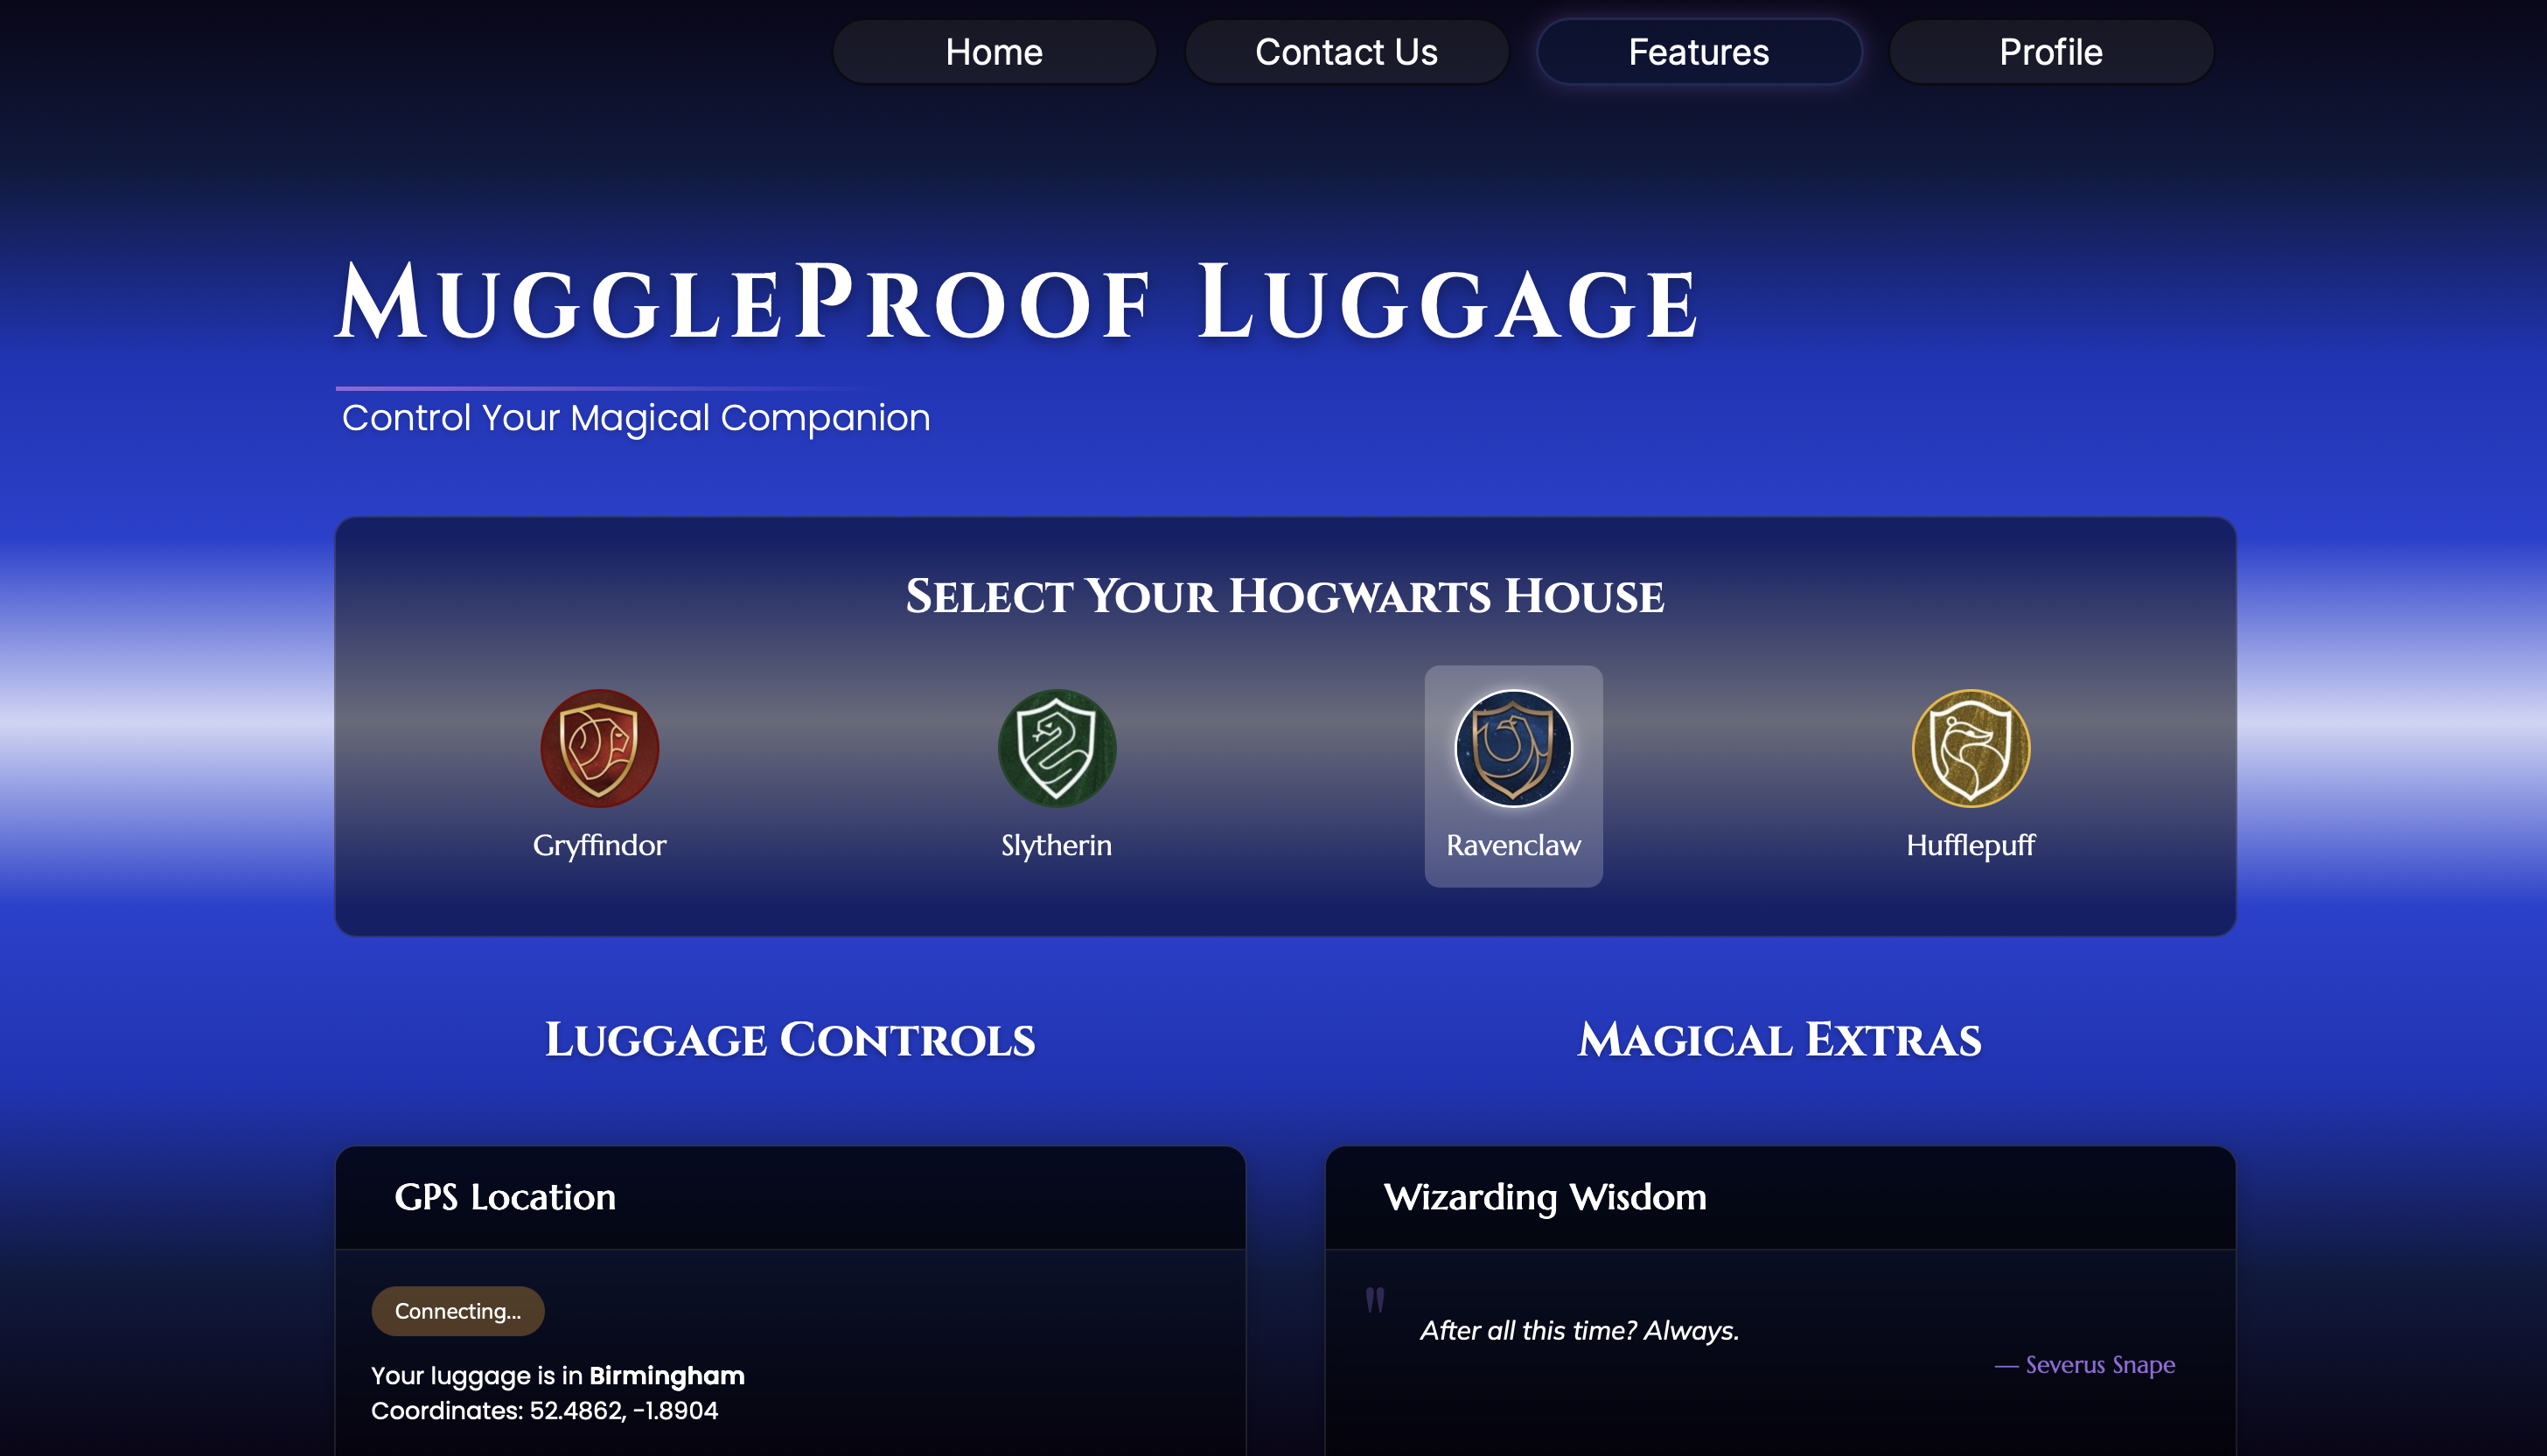 Home
Contact Us
Features
Profile
MuggleProof Luggage
Control Your Magical Companion
Select Your Hogwarts House
Gryffindor
Slytherin
Ravenclaw
Hufflepuff
Luggage Controls
Magical Extras
GPS Location
Connecting...
Your luggage is in Birmingham
Coordinates: 52.4862, -1.8904
Wizarding Wisdom
"
After all this time? Always.
— Severus Snape